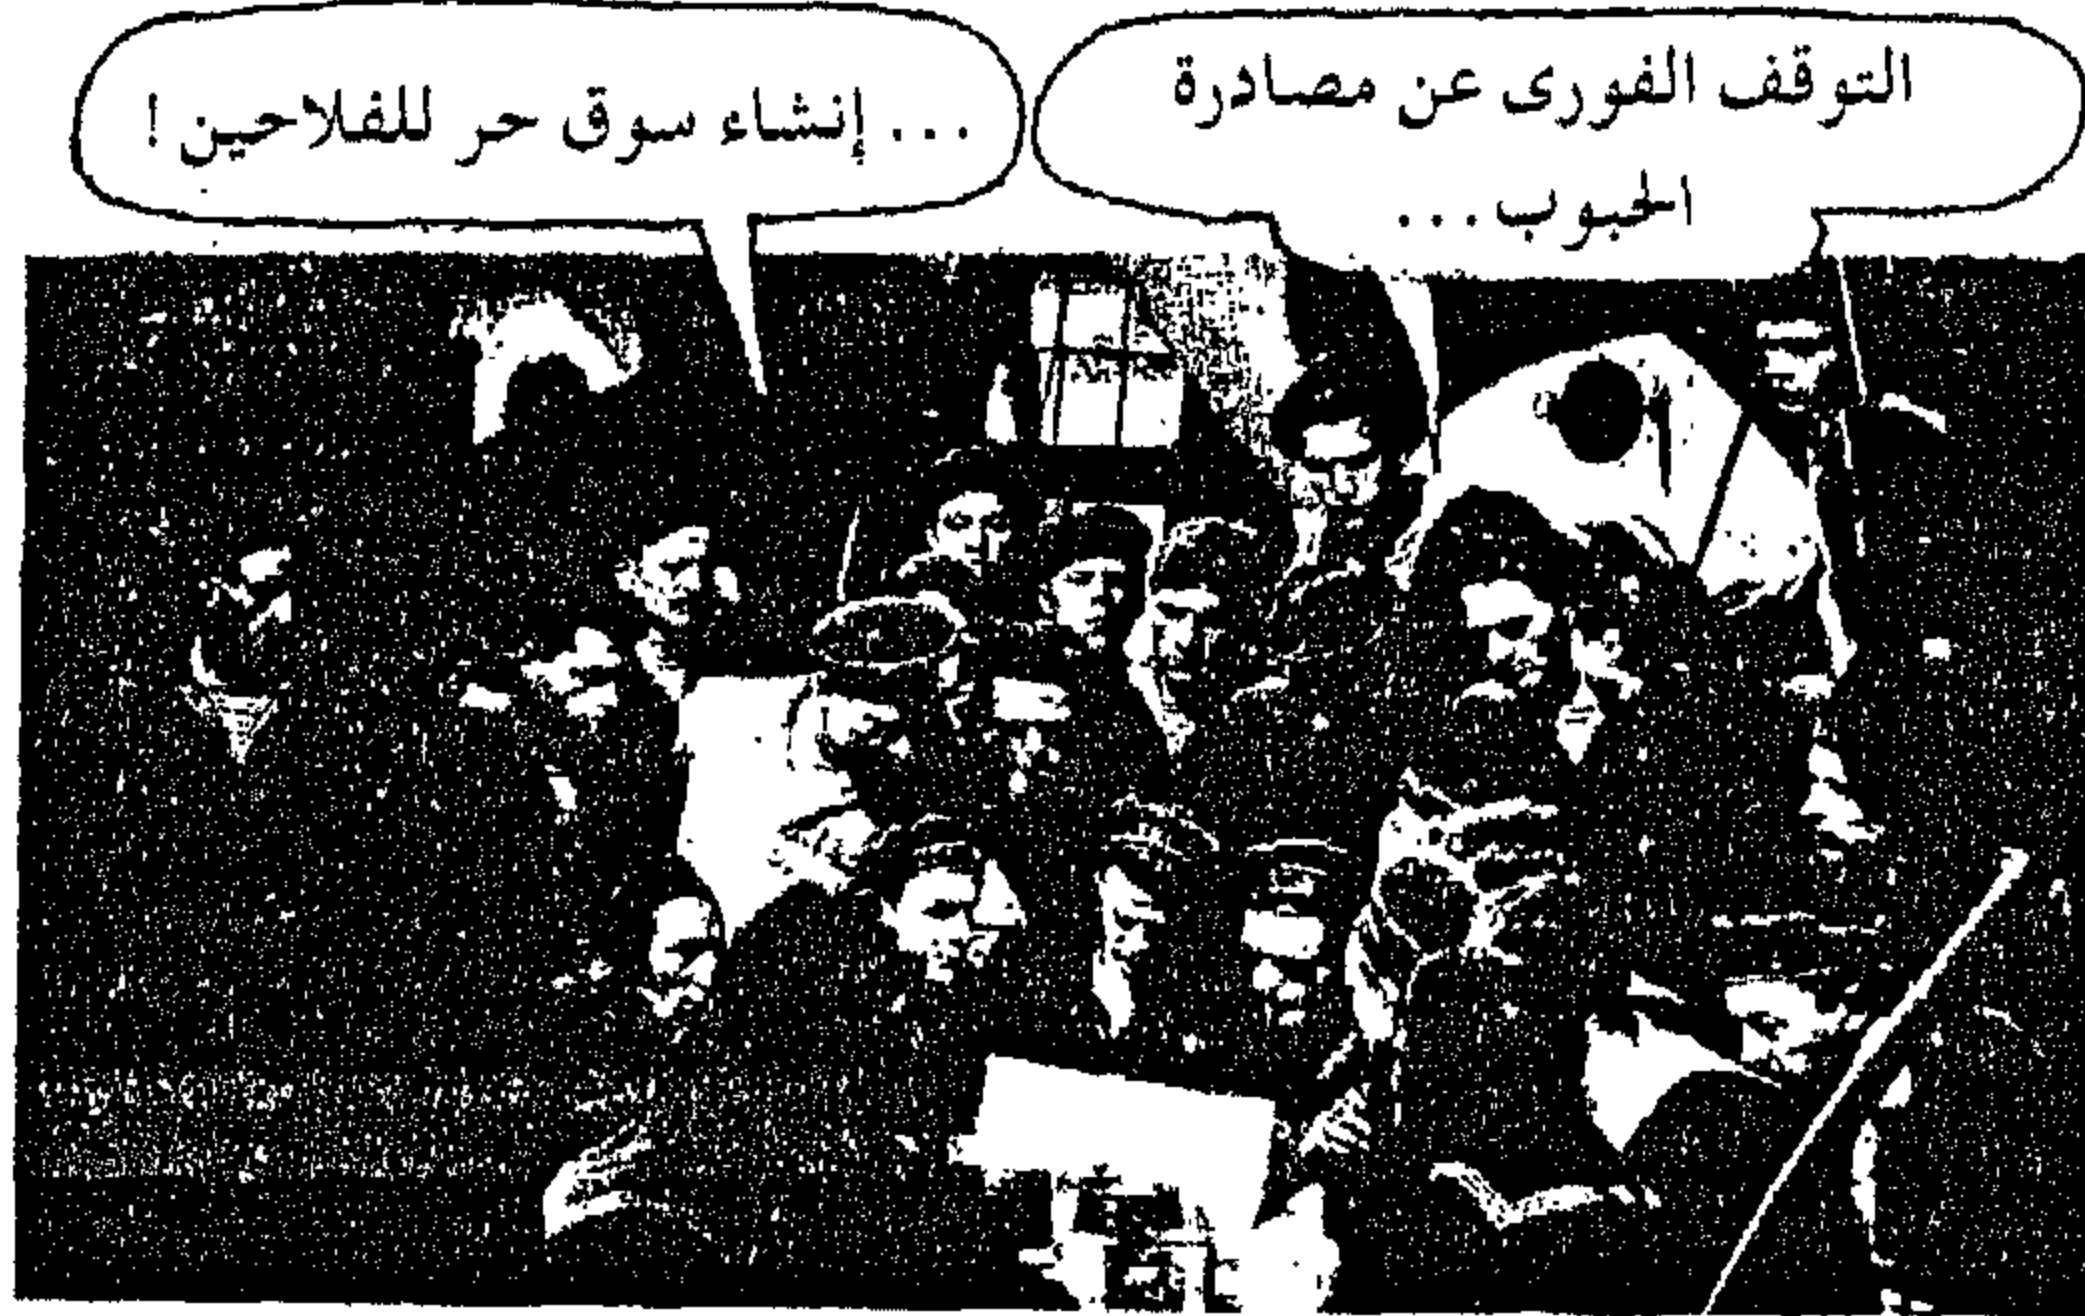 التوقف الفورى عن مصادرة
الحبوب ...
... إنشاء سوق حر للفلاحين !